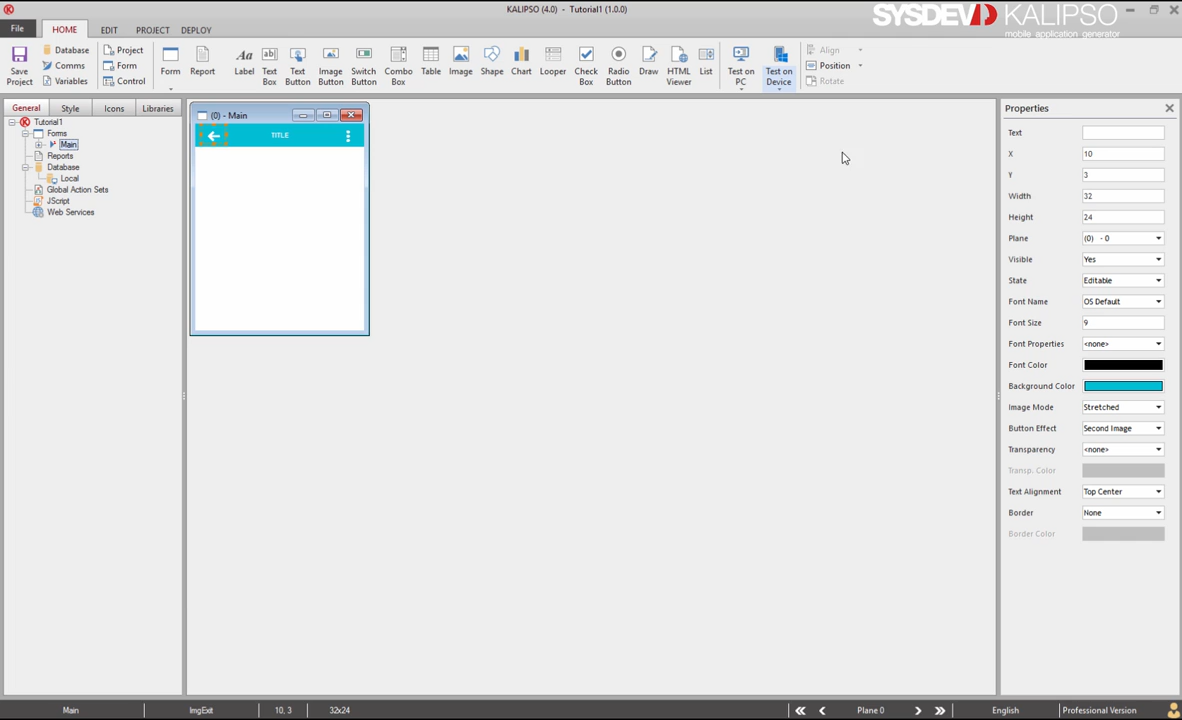 KALIPSO (4.0) - Tutorial1 (1.0.0)
SYSDEV KALIPSO
mobile application generator
File
HOME
EDIT
PROJECT
DEPLOY
Save Project
Database
Comms
Variables
Project
Form
Control
Form
Report
Label
Text Box
Text Button
Image Button
Switch Button
Combo Box
Table
Image
Shape
Chart
Looper
Check Box
Radio Button
Draw
HTML Viewer
List
Test on PC
Test on Device
Align
Position
Rotate
General
Style
Icons
Libraries
Tutorial1
Forms
Main
Reports
Database
Local
Global Action Sets
JScript
Web Services
(0) - Main
TITLE
Properties
Text
X 10
Y 3
Width 32
Height 24
Plane (0) - 0
Visible Yes
State Editable
Font Name OS Default
Font Size 9
Font Properties <none>
Font Color
Background Color
Image Mode Stretched
Button Effect Second Image
Transparency <none>
Transp. Color
Text Alignment Top Center
Border None
Border Color
Main
ImgExit
10, 3
32x24
Plane 0
English
Professional Version